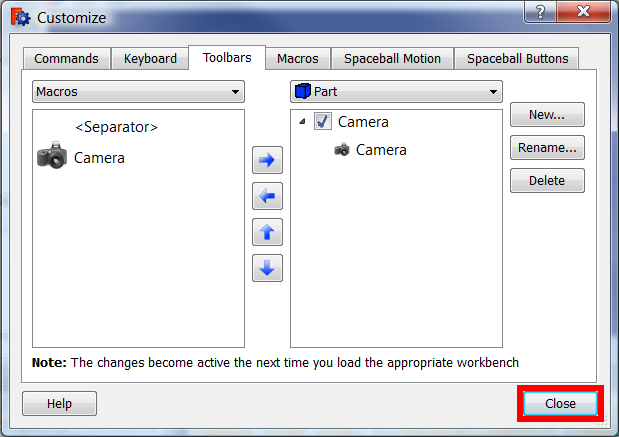 Customize
?
Commands Keyboard Toolbars Macros Spaceball Motion Spaceball Buttons
Macros
Part
<Separator>
Camera
Camera
Camera
New...
Rename...
Delete
Note: The changes become active the next time you load the appropriate workbench
Help
Close